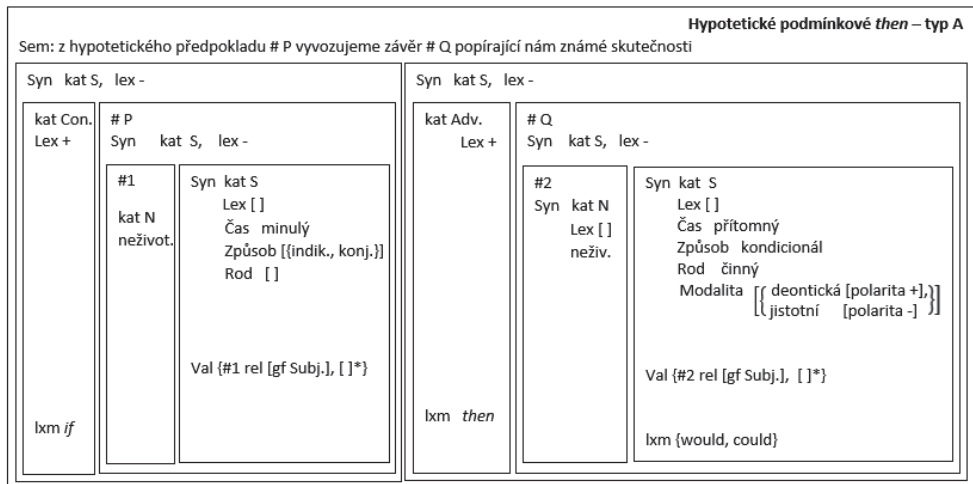 Hypotetické podmínkové then – typ A
Sem: z hypotetického předpokladu # P vyvozujeme závěr # Q popírající nám známé skutečnosti
Syn kat S, lex -
kat Con.
Lex +
lxm if
# P
Syn kat S, lex -
#1
kat N
neživot.
Syn kat S
Lex [ ]
Čas minulý
Způsob [{indik., konj.}]
Rod [ ]
Val {#1 rel [gf Subj.], [ ]*}
Syn kat S, lex -
kat Adv.
Lex +
lxm then
# Q
Syn kat S, lex -
#2
Syn kat N
Lex [ ]
neživ.
Syn kat S
Lex [ ]
Čas přítomný
Způsob kondicionál
Rod činný
Modalita [{ deontická [polarita +], }]
jistotní [polarita -]
Val {#2 rel [gf Subj.], [ ]*}
lxm {would, could}